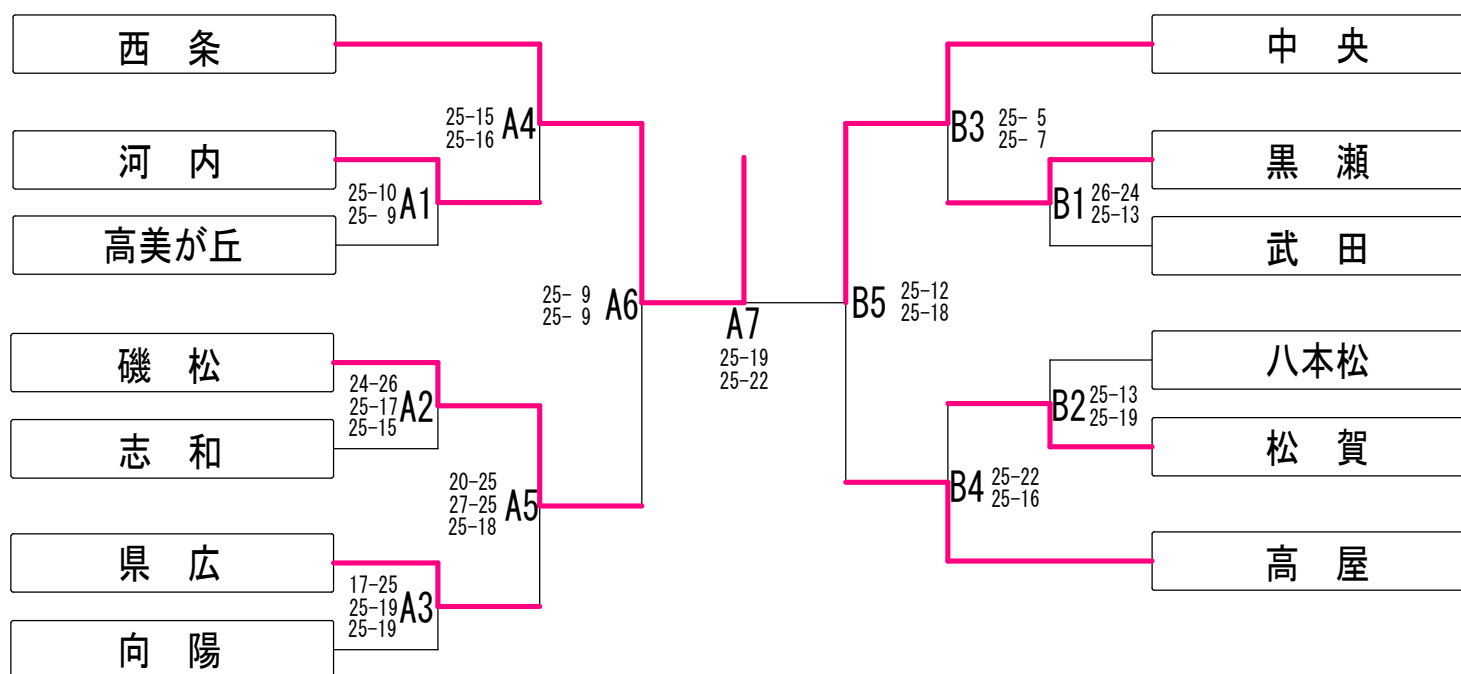 西 条
中 央
25-15
25-16
A4
B3
25- 5
25- 7
河 内
黒 瀬
25-10
25- 9
A1
B1
26-24
25-13
高美が丘
武 田
25- 9
25- 9
A6
A7
25-19
25-22
B5
25-12
25-18
磯 松
八本松
24-26
25-17
25-15
A2
B2
25-13
25-19
志 和
松 賀
20-25
27-25
25-18
A5
B4
25-22
25-16
県 広
高 屋
17-25
25-19
25-19
A3
向 陽